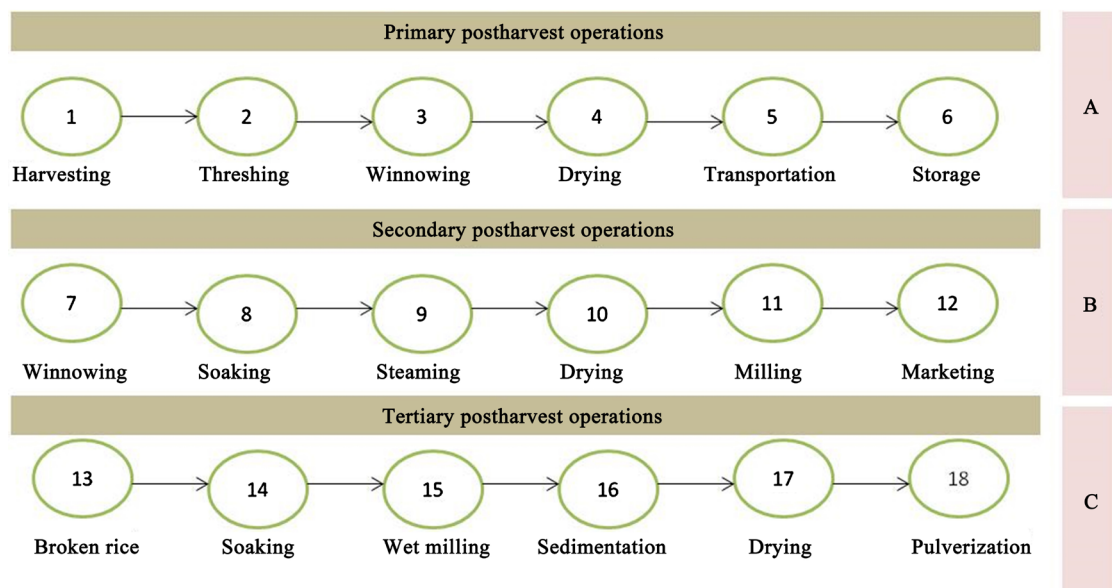 Primary postharvest operations
A
1 2 3 4 5 6
Harvesting Threshing Winnowing Drying Transportation Storage
Secondary postharvest operations
B
7 8 9 10 11 12
Winnowing Soaking Steaming Drying Milling Marketing
Tertiary postharvest operations
C
13 14 15 16 17 18
Broken rice Soaking Wet milling Sedimentation Drying Pulverization